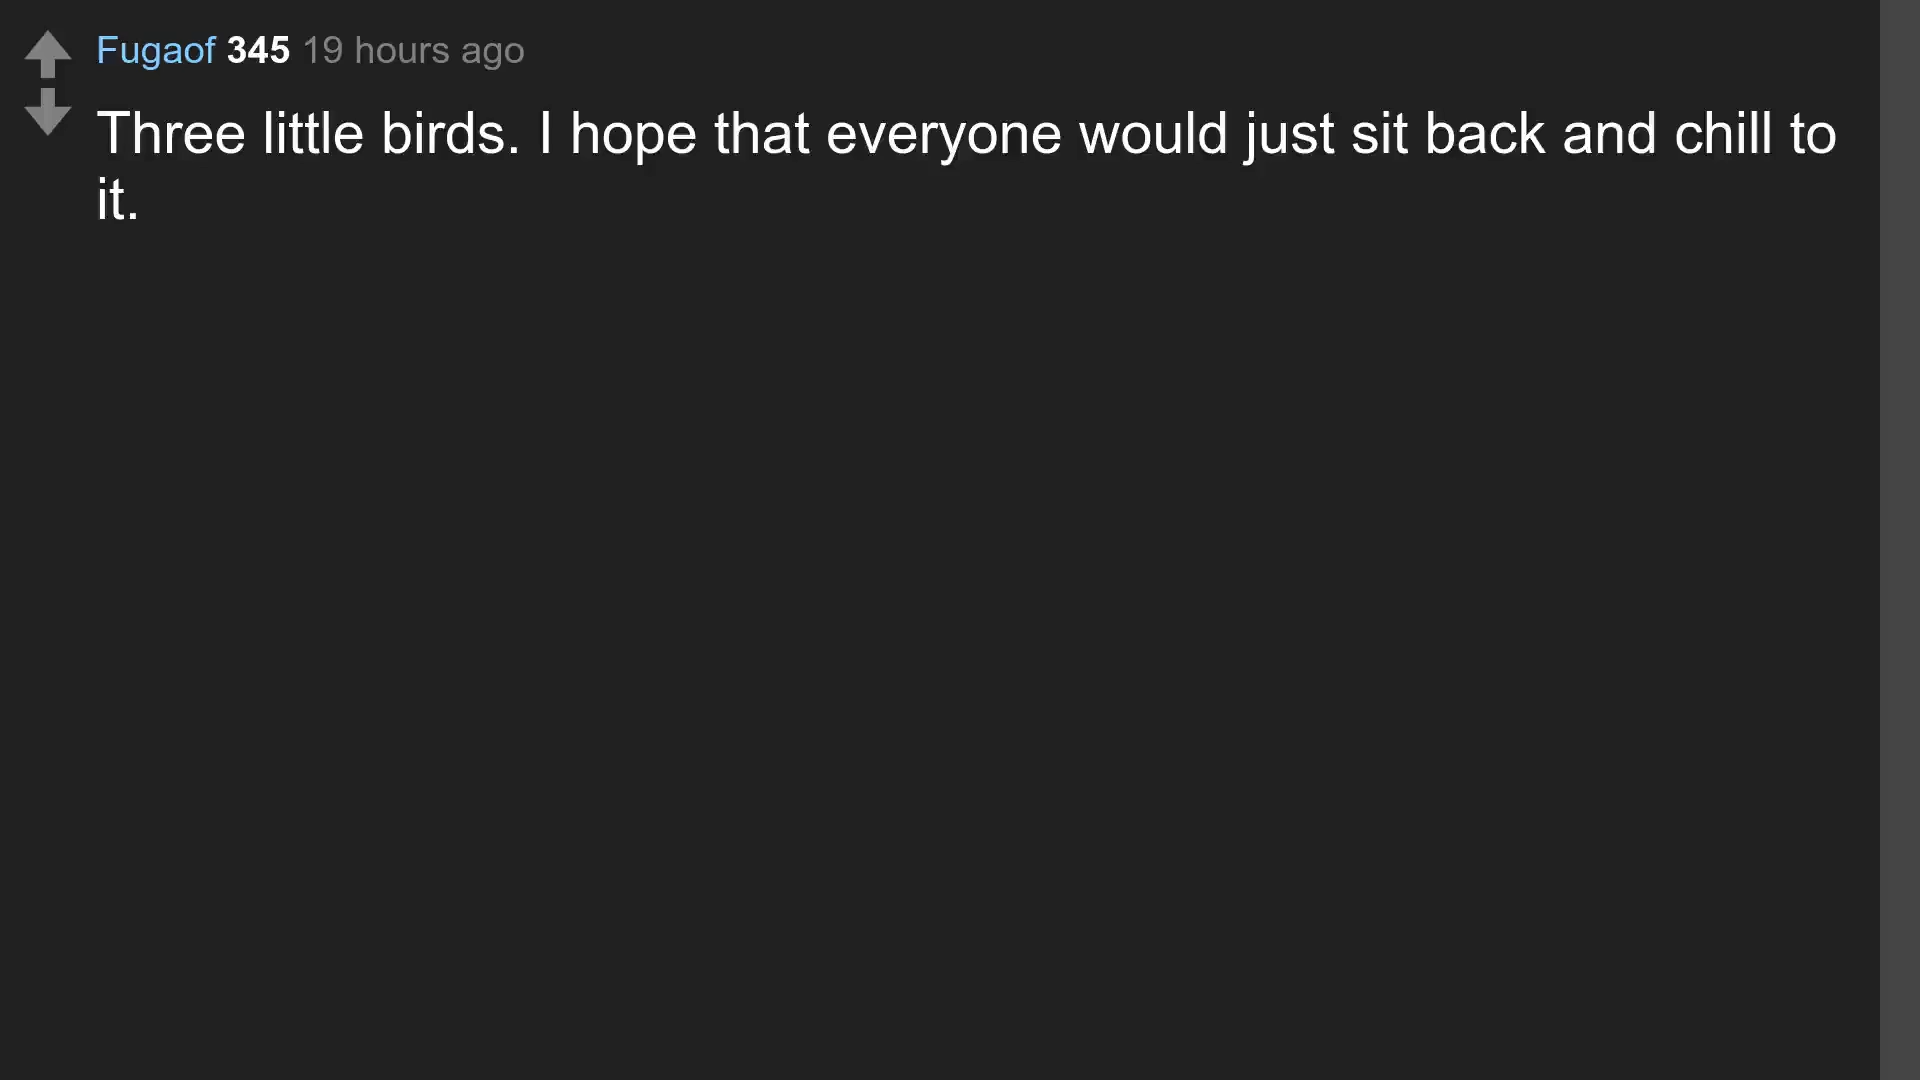 Fugaof 345 19 hours ago
Three little birds. I hope that everyone would just sit back and chill to
it.